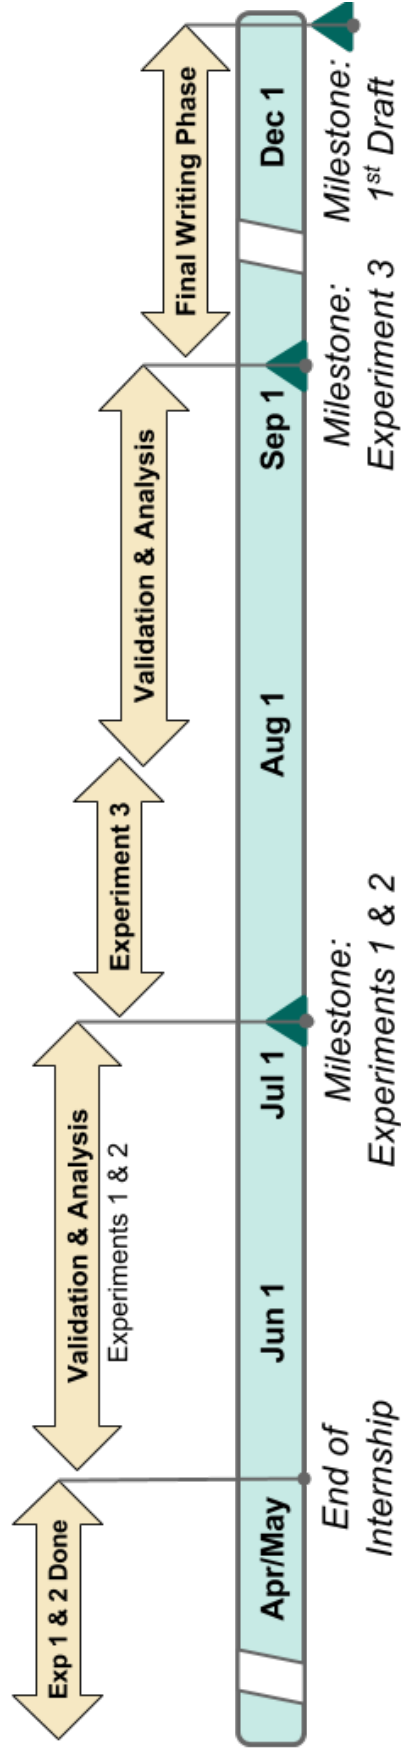 Exp 1 & 2 Done
Validation & Analysis
Experiments 1 & 2
Experiment 3
Validation & Analysis
Final Writing Phase
Apr/May
Jun 1
Jul 1
Aug 1
Sep 1
Dec 1
End of
Internship
Milestone:
Experiments 1 & 2
Milestone:
Experiment 3
Milestone:
1st Draft